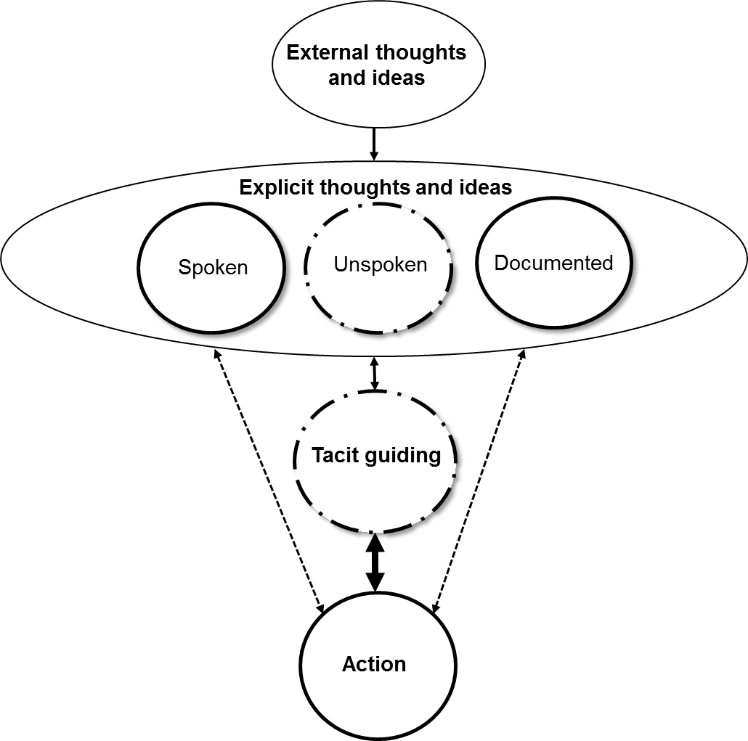 External thoughts
and ideas
Explicit thoughts and ideas
Spoken
Unspoken
Documented
Tacit guiding
Action